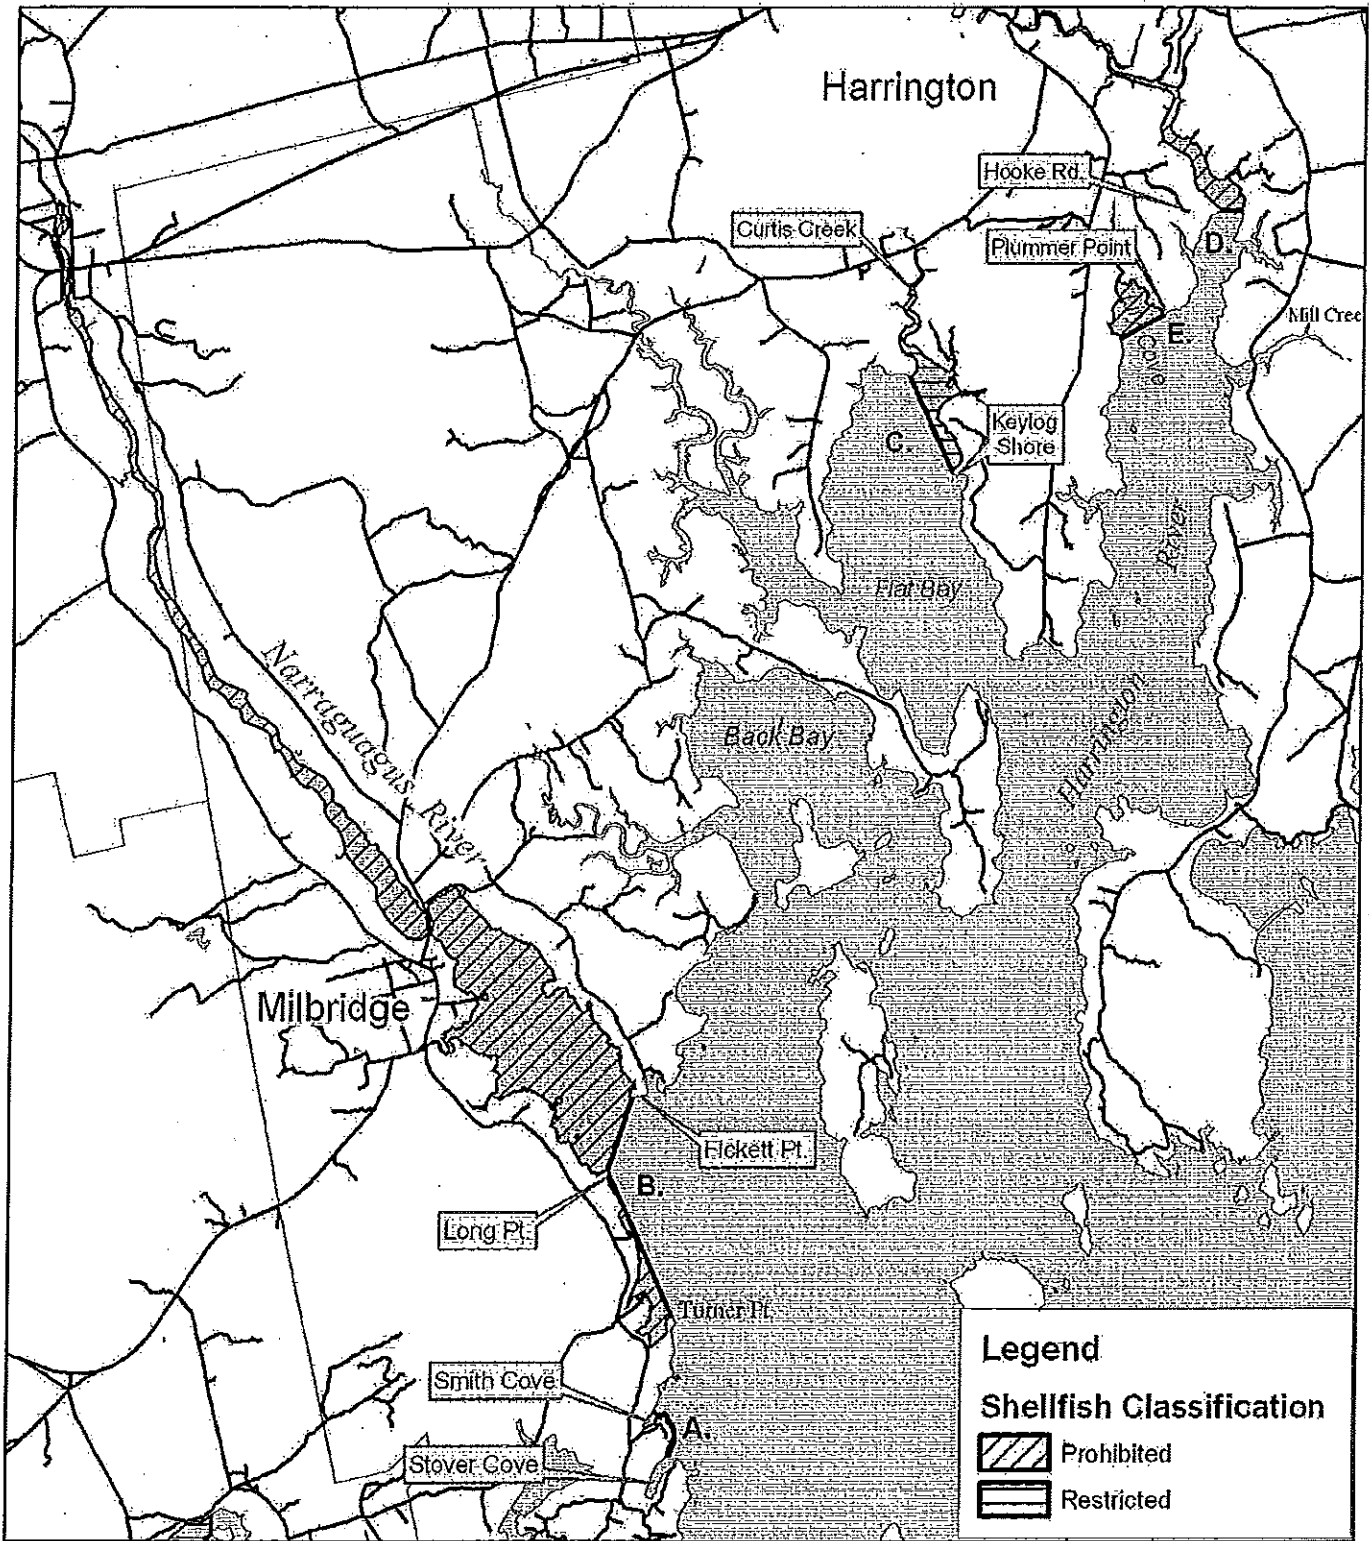 Harrington
Hooke Rd.
Curtis Creek
Plummer Point
D.
E.
Mill Cree
Cove
Keylog
Shore
C.
River
Flat Bay
Narraguagus River
Back Bay
Harrington
Milbridge
Fickett Pt.
B.
Long Pt.
Turner Pt.
Smith Cove
A.
Stover Cove
Legend
Shellfish Classification
Prohibited
Restricted